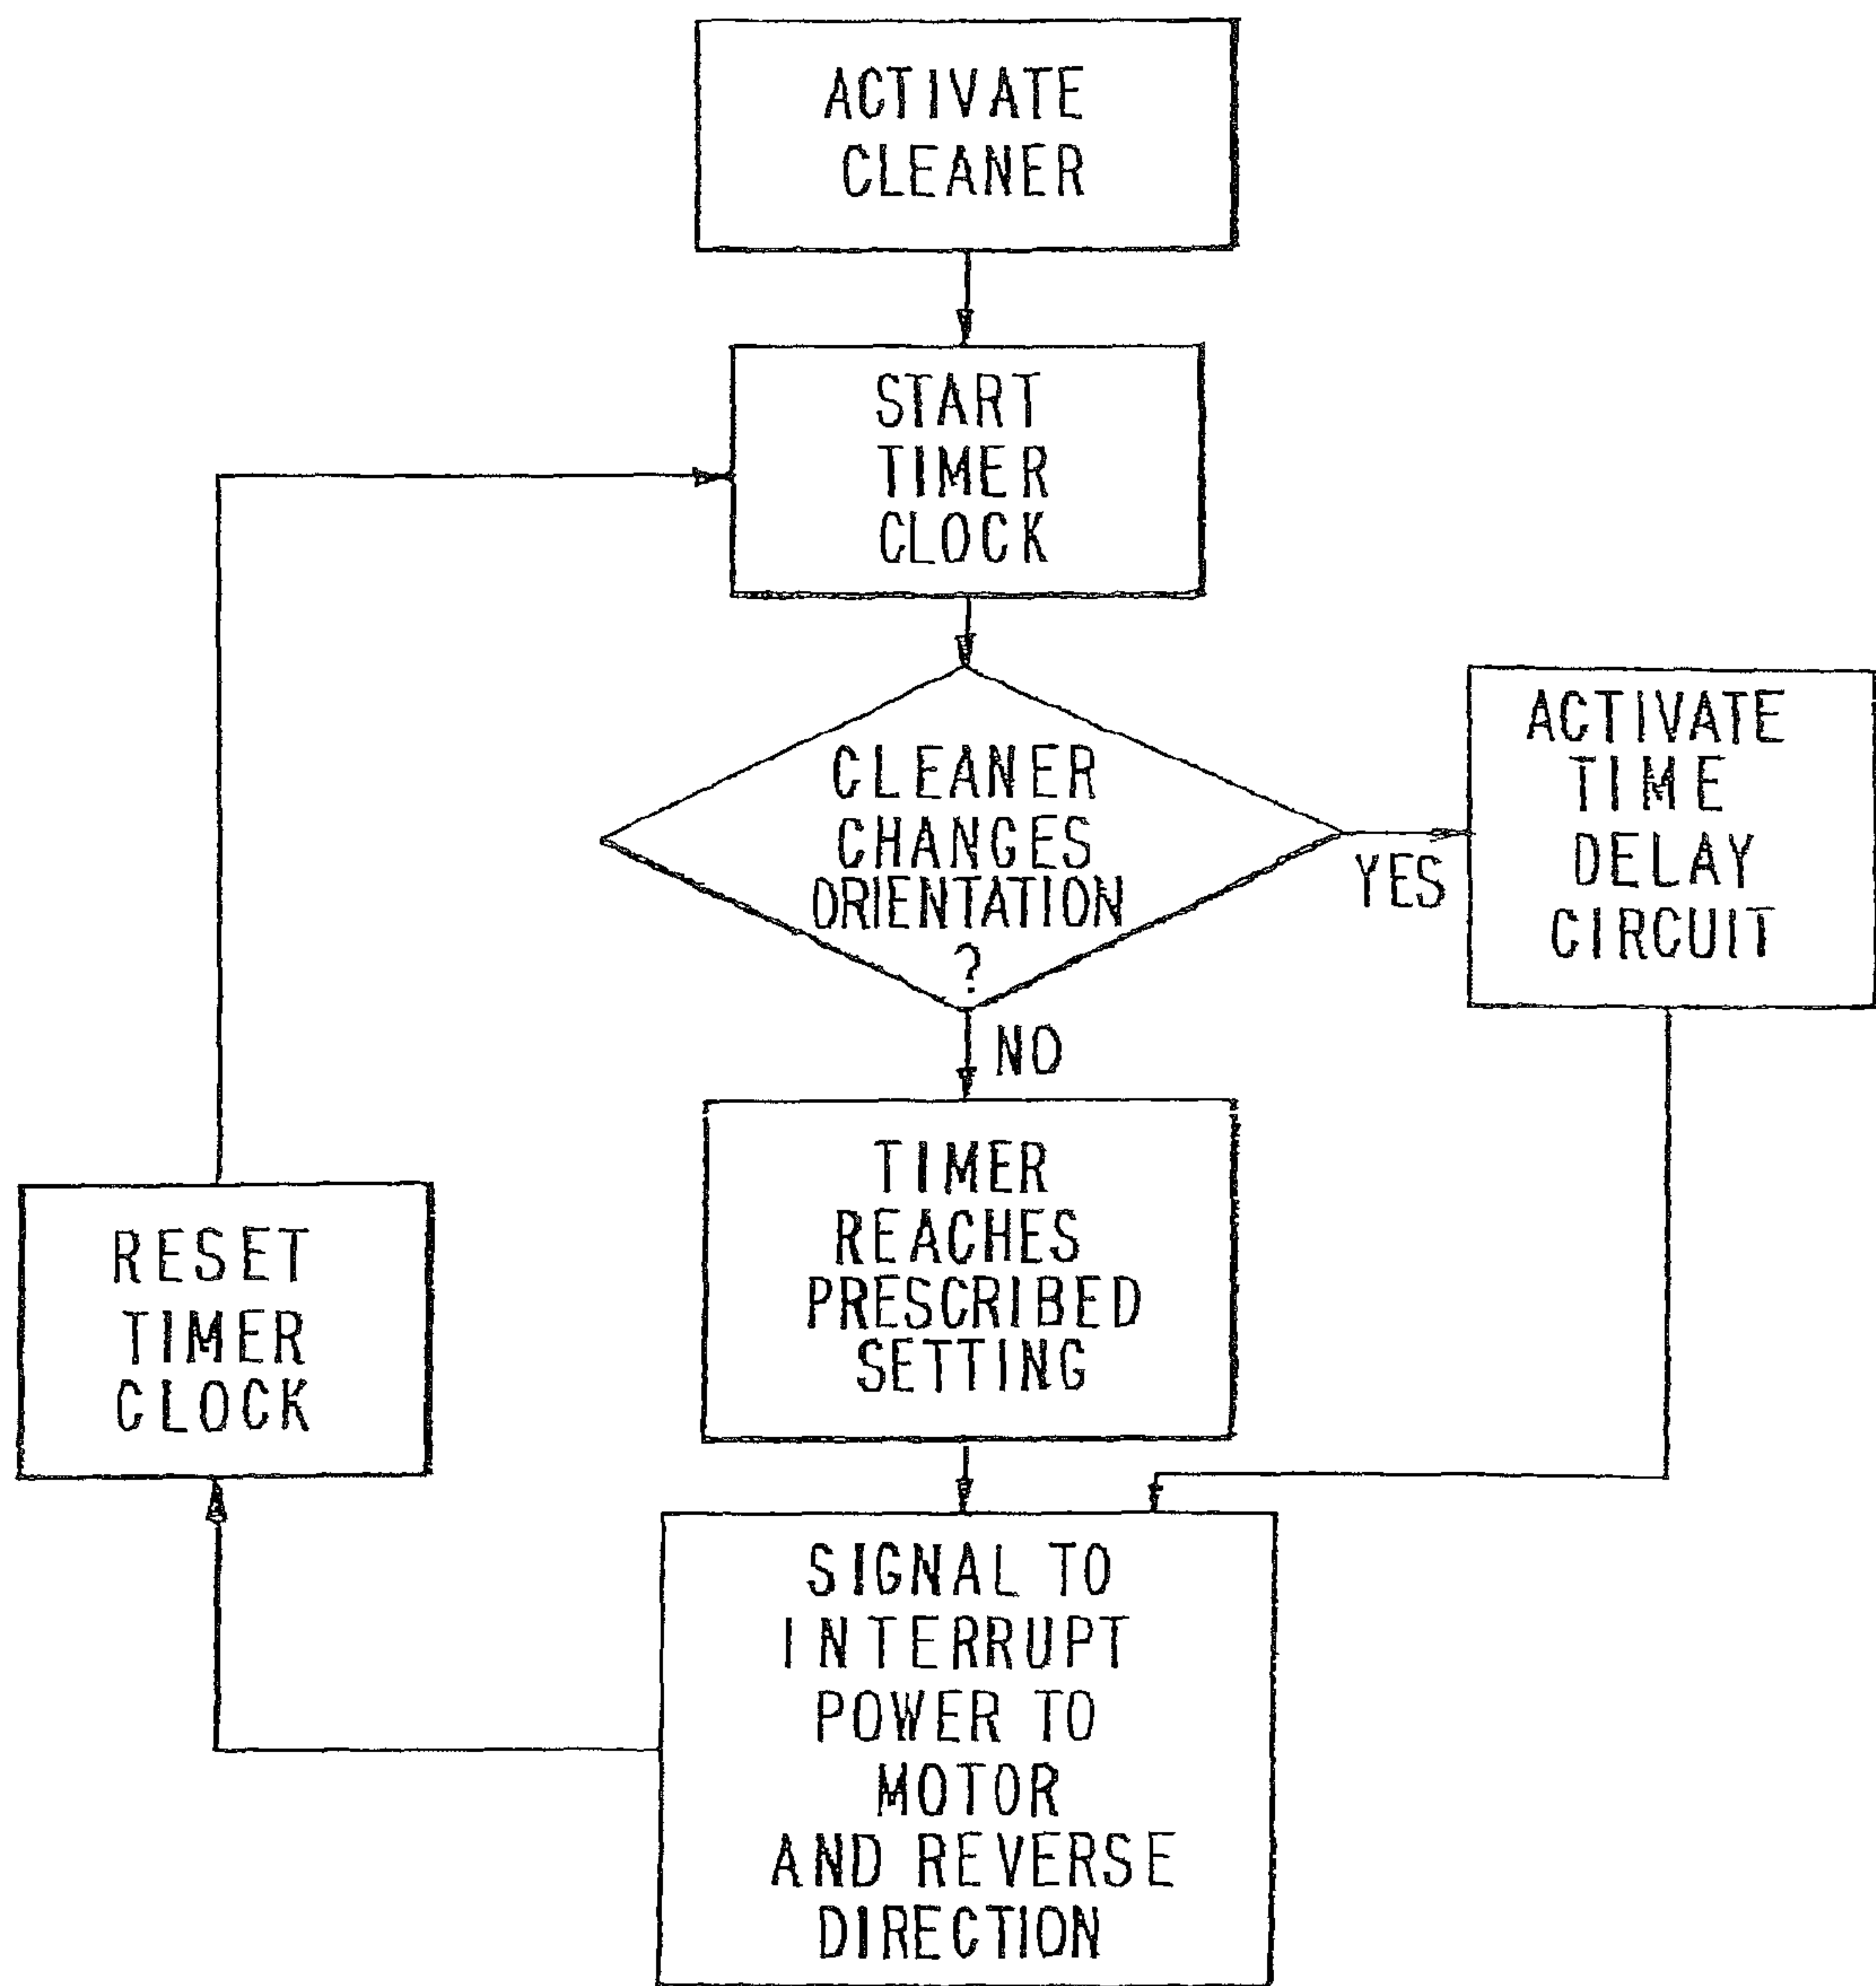 ACTIVATE
CLEANER
START
TIMER
CLOCK
CLEANER
CHANGES
ORIENTATION
?
YES
ACTIVATE
TIME
DELAY
CIRCUIT
NO
TIMER
REACHES
PRESCRIBED
SETTING
RESET
TIMER
CLOCK
SIGNAL TO
INTERRUPT
POWER TO
MOTOR
AND REVERSE
DIRECTION